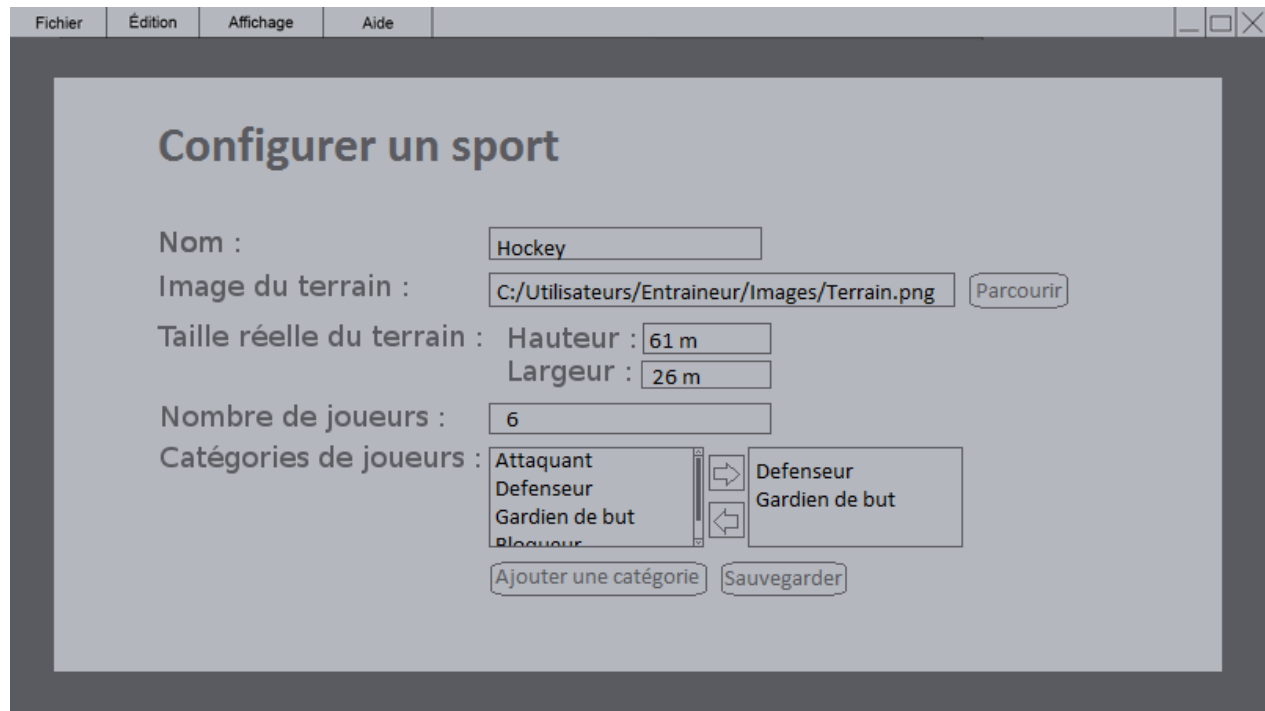 Fichier Édition Affichage Aide
Configurer un sport
Nom : Hockey
Image du terrain : C:/Utilisateurs/Entraineur/Images/Terrain.png Parcourir
Taille réelle du terrain : Hauteur : 61 m
Largeur : 26 m
Nombre de joueurs : 6
Catégories de joueurs : Attaquant
Defenseur
Gardien de but
Bloqueur
Defenseur
Gardien de but
Ajouter une catégorie Sauvegarder